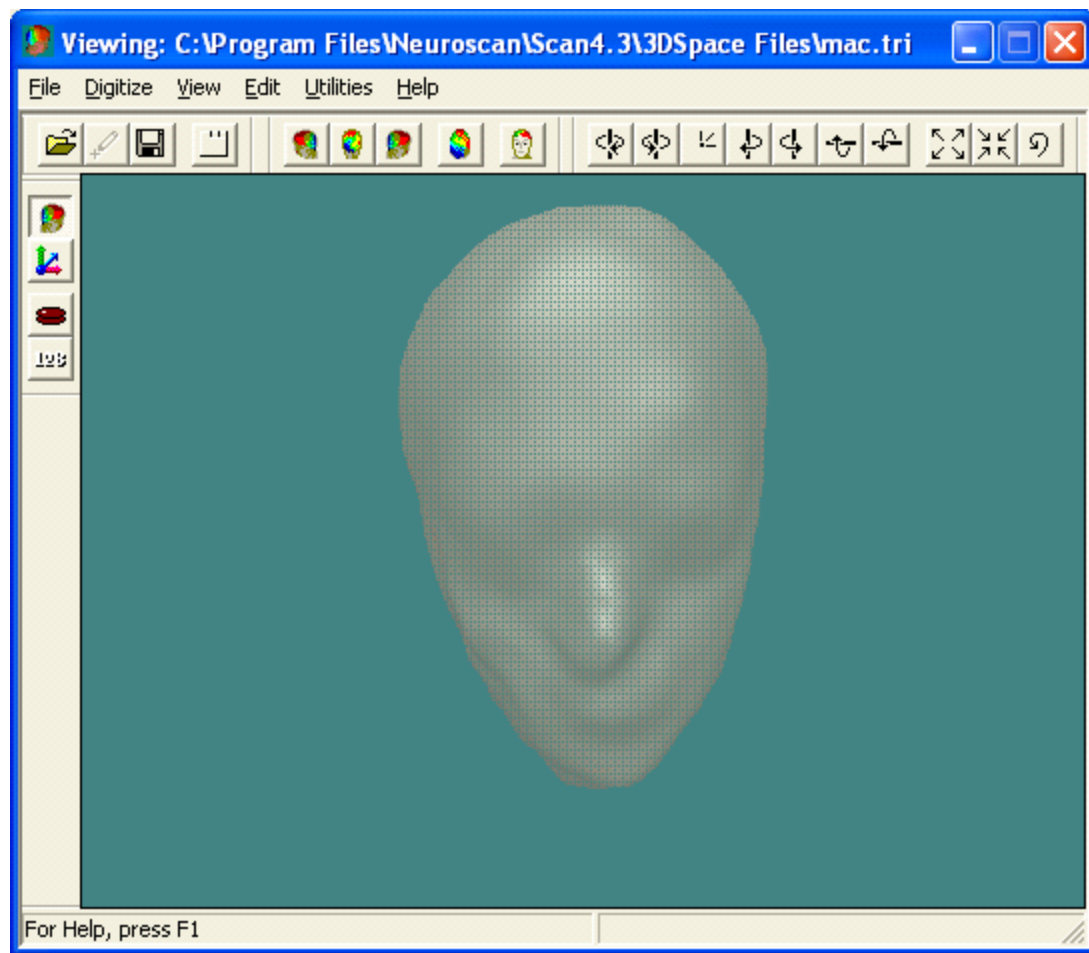 Viewing: C:\Program Files\Neuroscan\Scan4.3\3DSpace Files\mac.tri
File Digitize View Edit Utilities Help
123
For Help, press F1